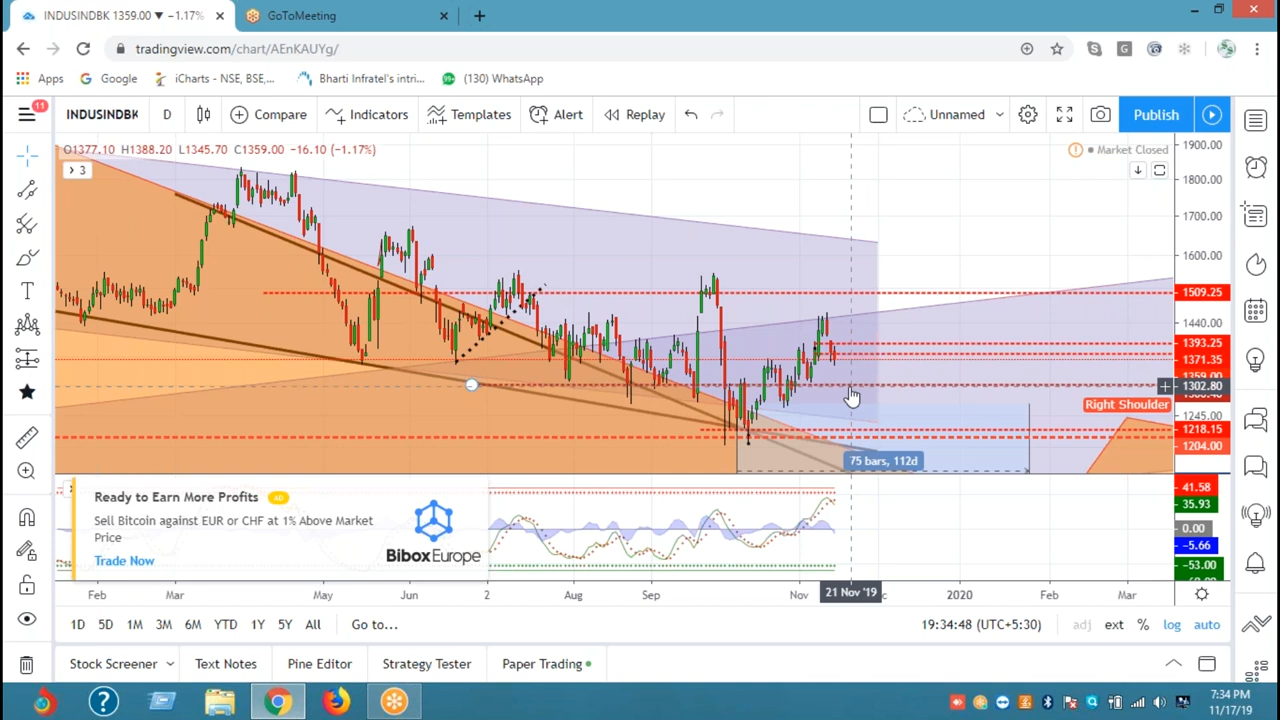 INDUSINDBK 1359.00 ▼ −1.17%
GoToMeeting
tradingview.com/chart/AEnKAUYg/
Apps
Google
iCharts - NSE, BSE,...
Bharti Infratel's intri...
99+
(130) WhatsApp
11
INDUSINDBK
D
Compare
Indicators
Templates
Alert
Replay
Unnamed
Publish
O1377.10 H1388.20 L1345.70 C1359.00 −16.10 (−1.17%)
Market Closed
3
1900.00
1800.00
1700.00
1600.00
1509.25
1440.00
1393.25
1371.35
1359.00
1302.80
Right Shoulder
1245.00
1218.15
1204.00
75 bars, 112d
Ready to Earn More Profits AD
Sell Bitcoin against EUR or CHF at 1% Above Market
Price
Trade Now
BiboxEurope
41.58
35.93
0.00
−5.66
−53.00
Feb
Mar
May
Jun
2
Aug
Sep
Nov
21 Nov '19
2020
Feb
Mar
1D
5D
1M
3M
6M
YTD
1Y
5Y
All
Go to...
19:34:48 (UTC+5:30)
adj
ext
%
log
auto
Stock Screener
Text Notes
Pine Editor
Strategy Tester
Paper Trading
7:34 PM
11/17/19